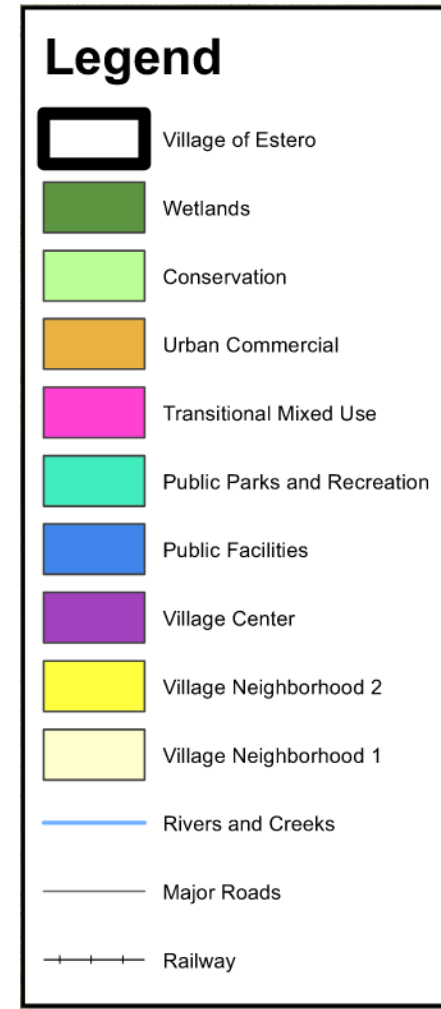 Legend
Village of Estero
Wetlands
Conservation
Urban Commercial
Transitional Mixed Use
Public Parks and Recreation
Public Facilities
Village Center
Village Neighborhood 2
Village Neighborhood 1
Rivers and Creeks
Major Roads
Railway